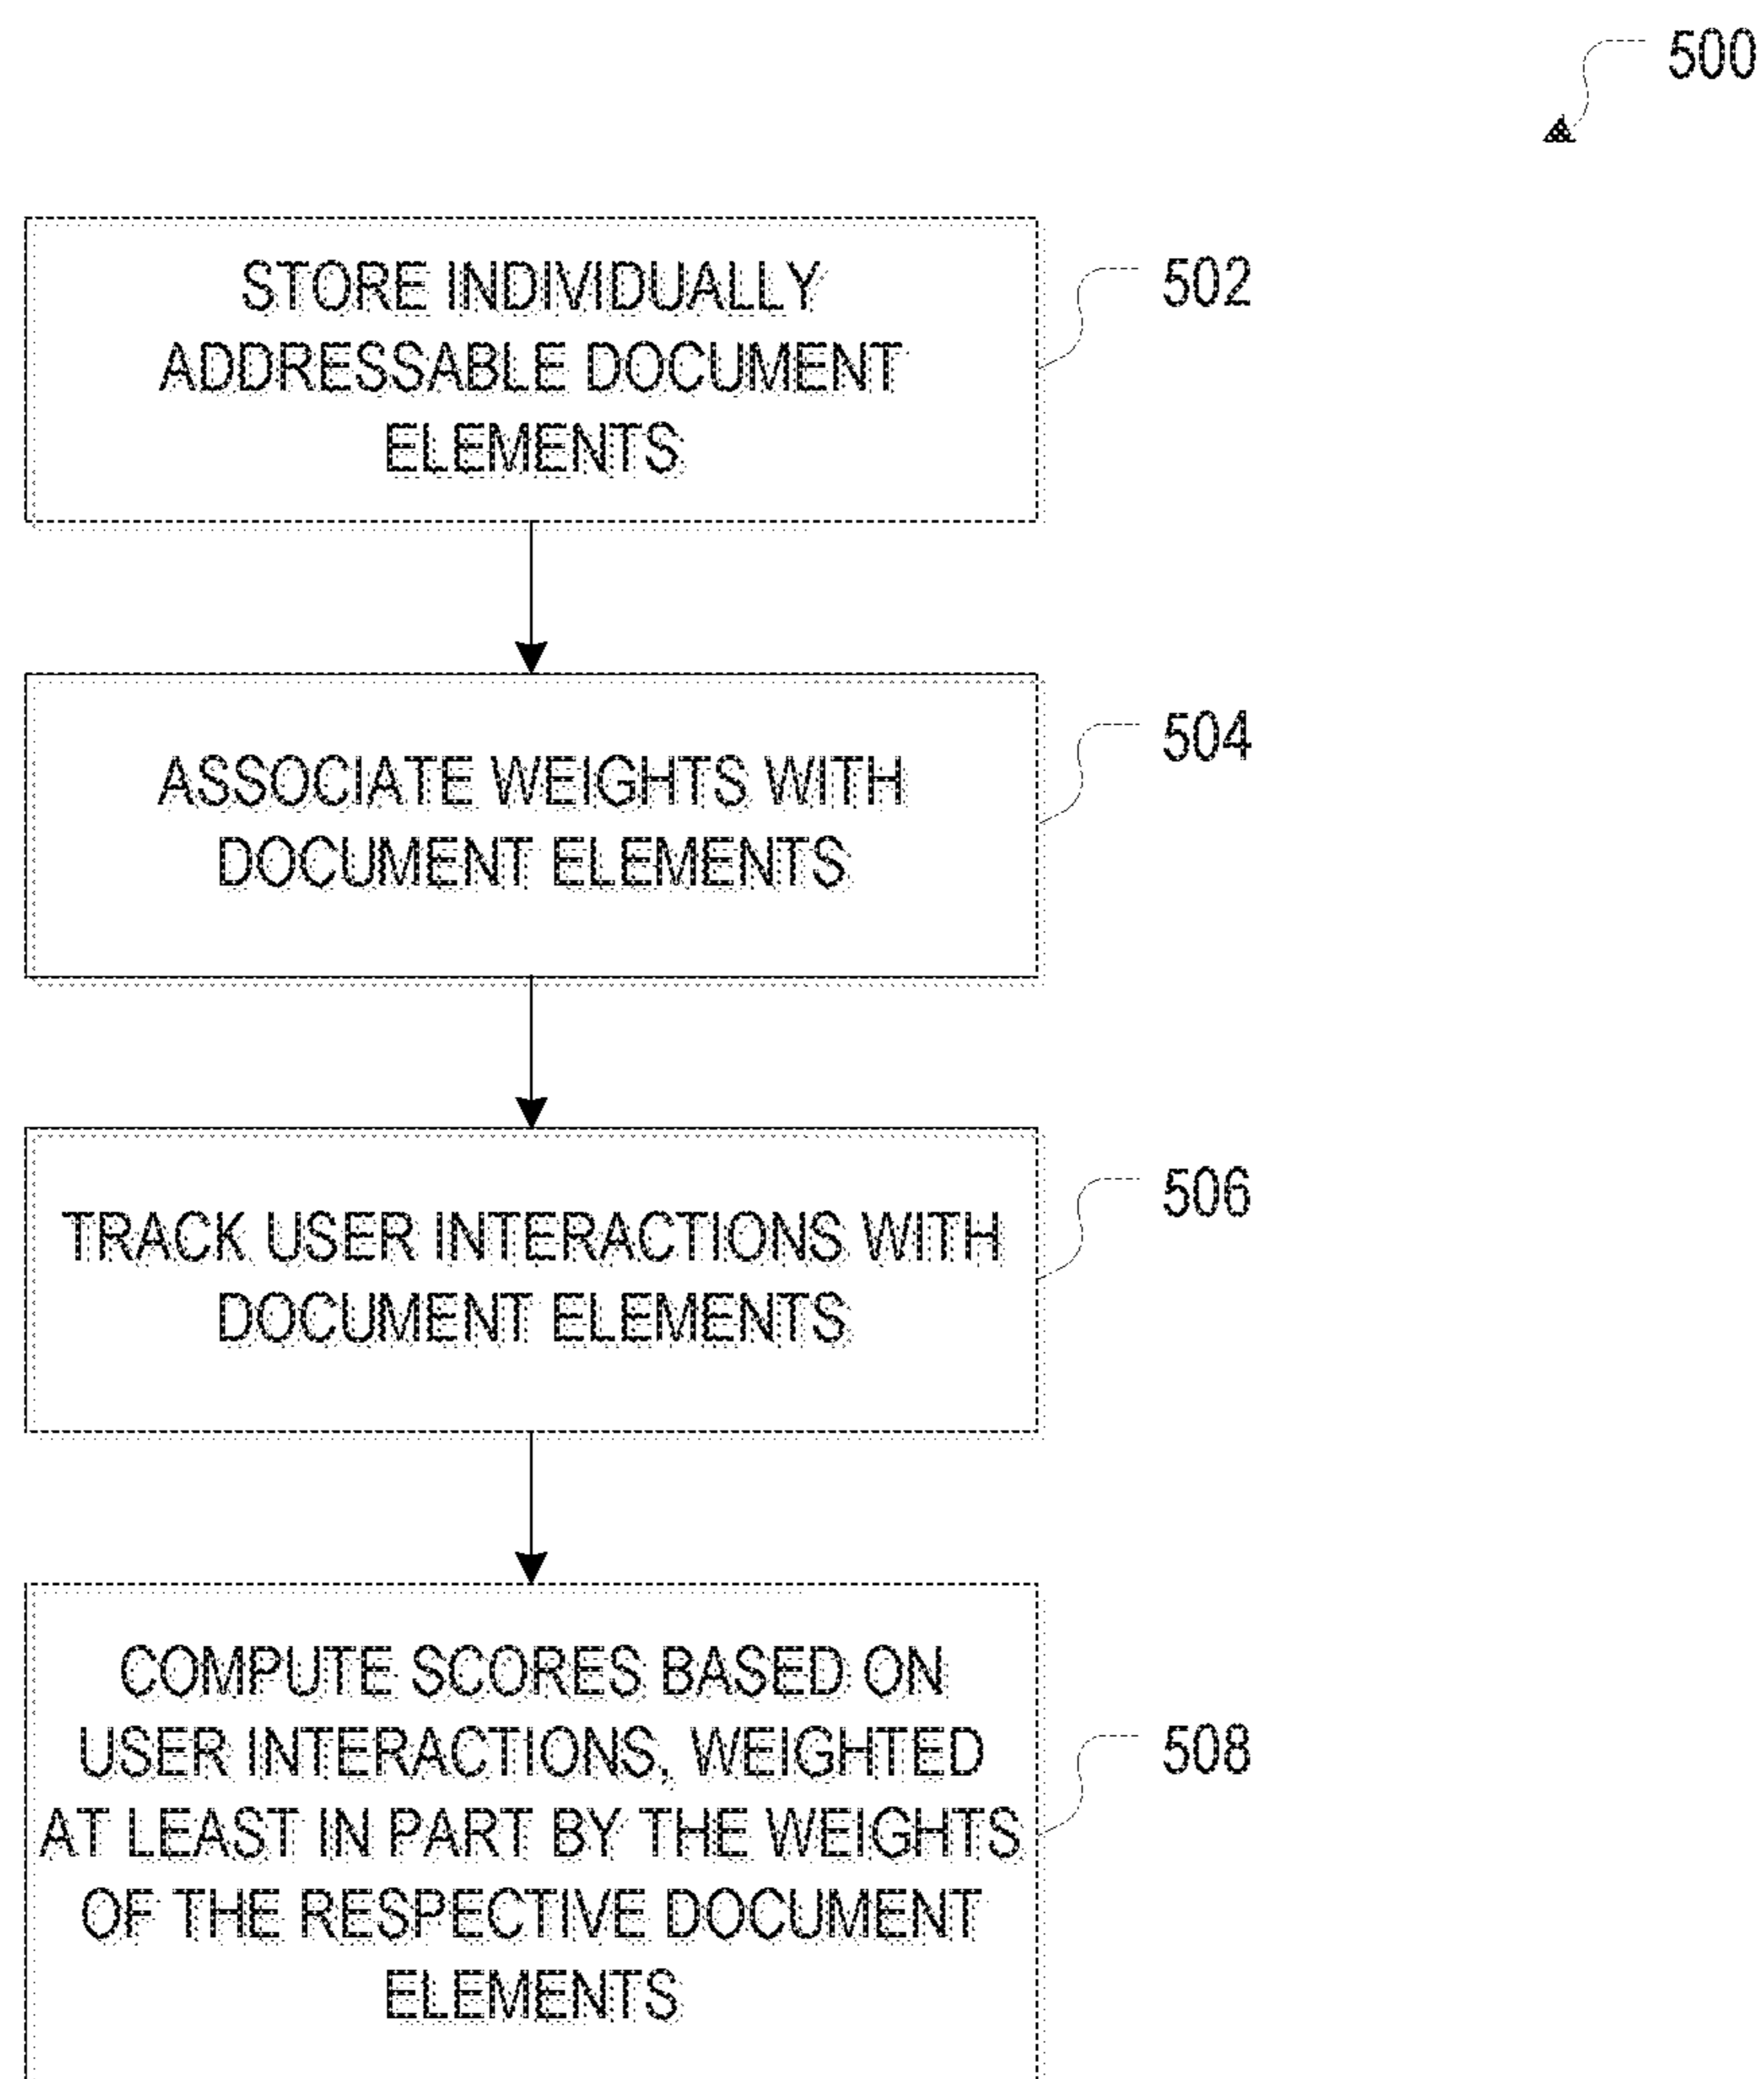 500
STORE INDIVIDUALLY
ADDRESSABLE DOCUMENT
ELEMENTS
502
ASSOCIATE WEIGHTS WITH
DOCUMENT ELEMENTS
504
TRACK USER INTERACTIONS WITH
DOCUMENT ELEMENTS
506
COMPUTE SCORES BASED ON
USER INTERACTIONS, WEIGHTED
AT LEAST IN PART BY THE WEIGHTS
OF THE RESPECTIVE DOCUMENT
ELEMENTS
508